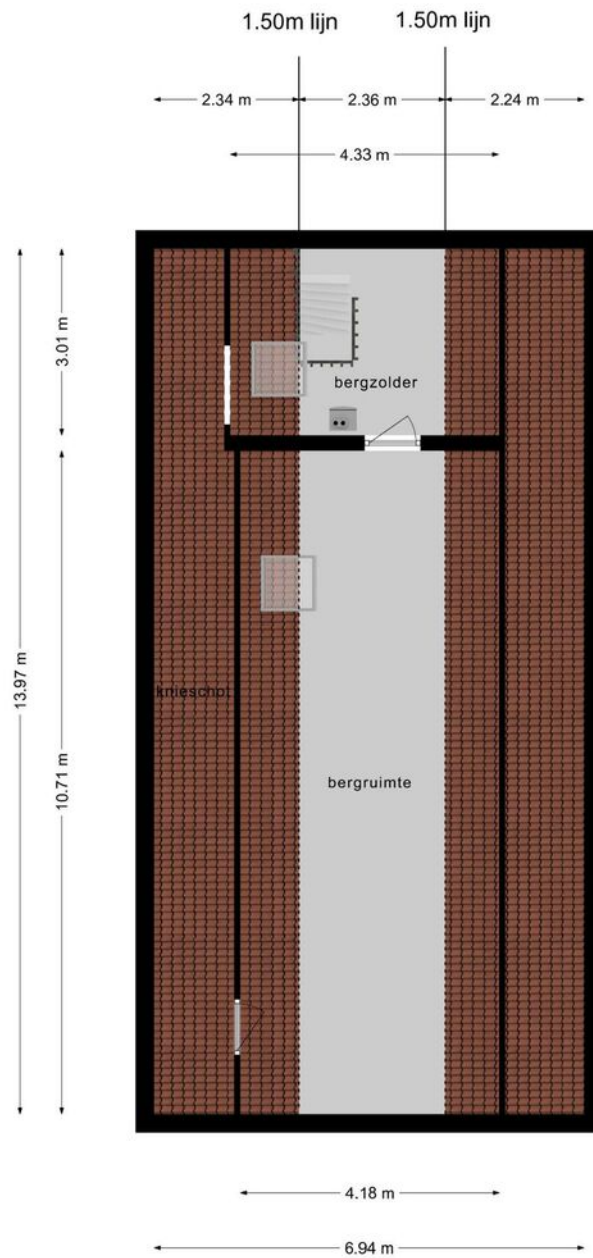 1.50m lijn
1.50m lijn
2.34 m
2.36 m
2.24 m
4.33 m
3.01 m
bergzolder
13.97 m
knieschot
10.71 m
bergruimte
4.18 m
6.94 m